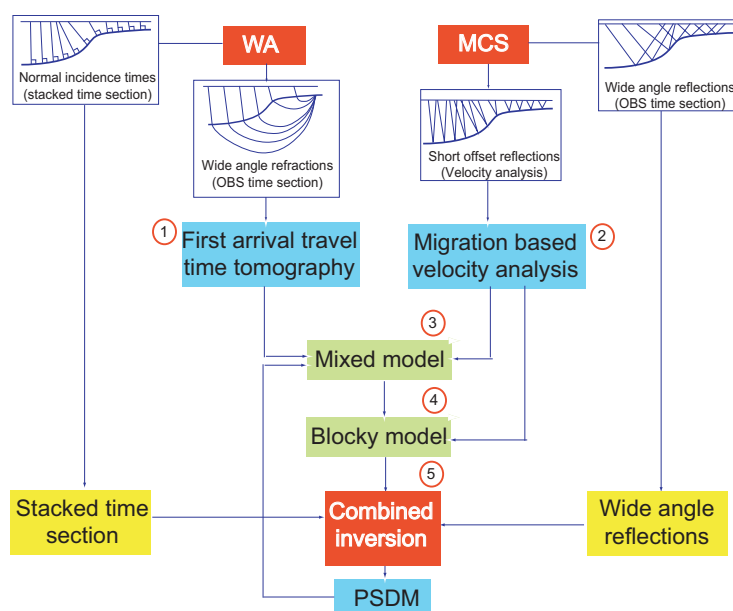 WA
MCS
Normal incidence times
(stacked time section)
Wide angle refractions
(OBS time section)
Short offset reflections
(Velocity analysis)
Wide angle reflections
(OBS time section)
1
First arrival travel
time tomography
2
Migration based
velocity analysis
3
Mixed model
4
Blocky model
5
Stacked time
section
Combined
inversion
Wide angle
reflections
PSDM